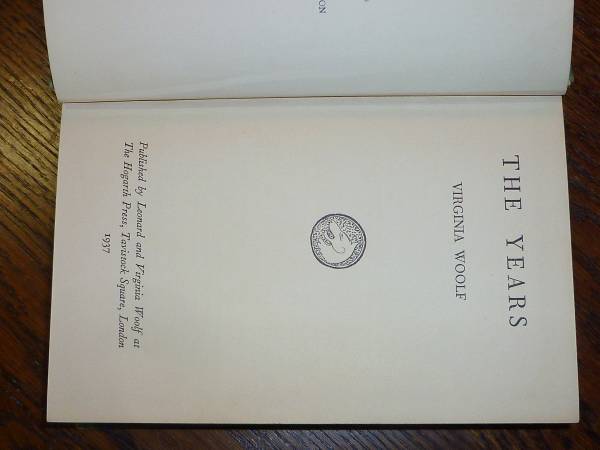 THE YEARS
VIRGINIA WOOLF
Published by Leonard and Virginia Woolf at
The Hogarth Press, Tavistock Square, London
1937